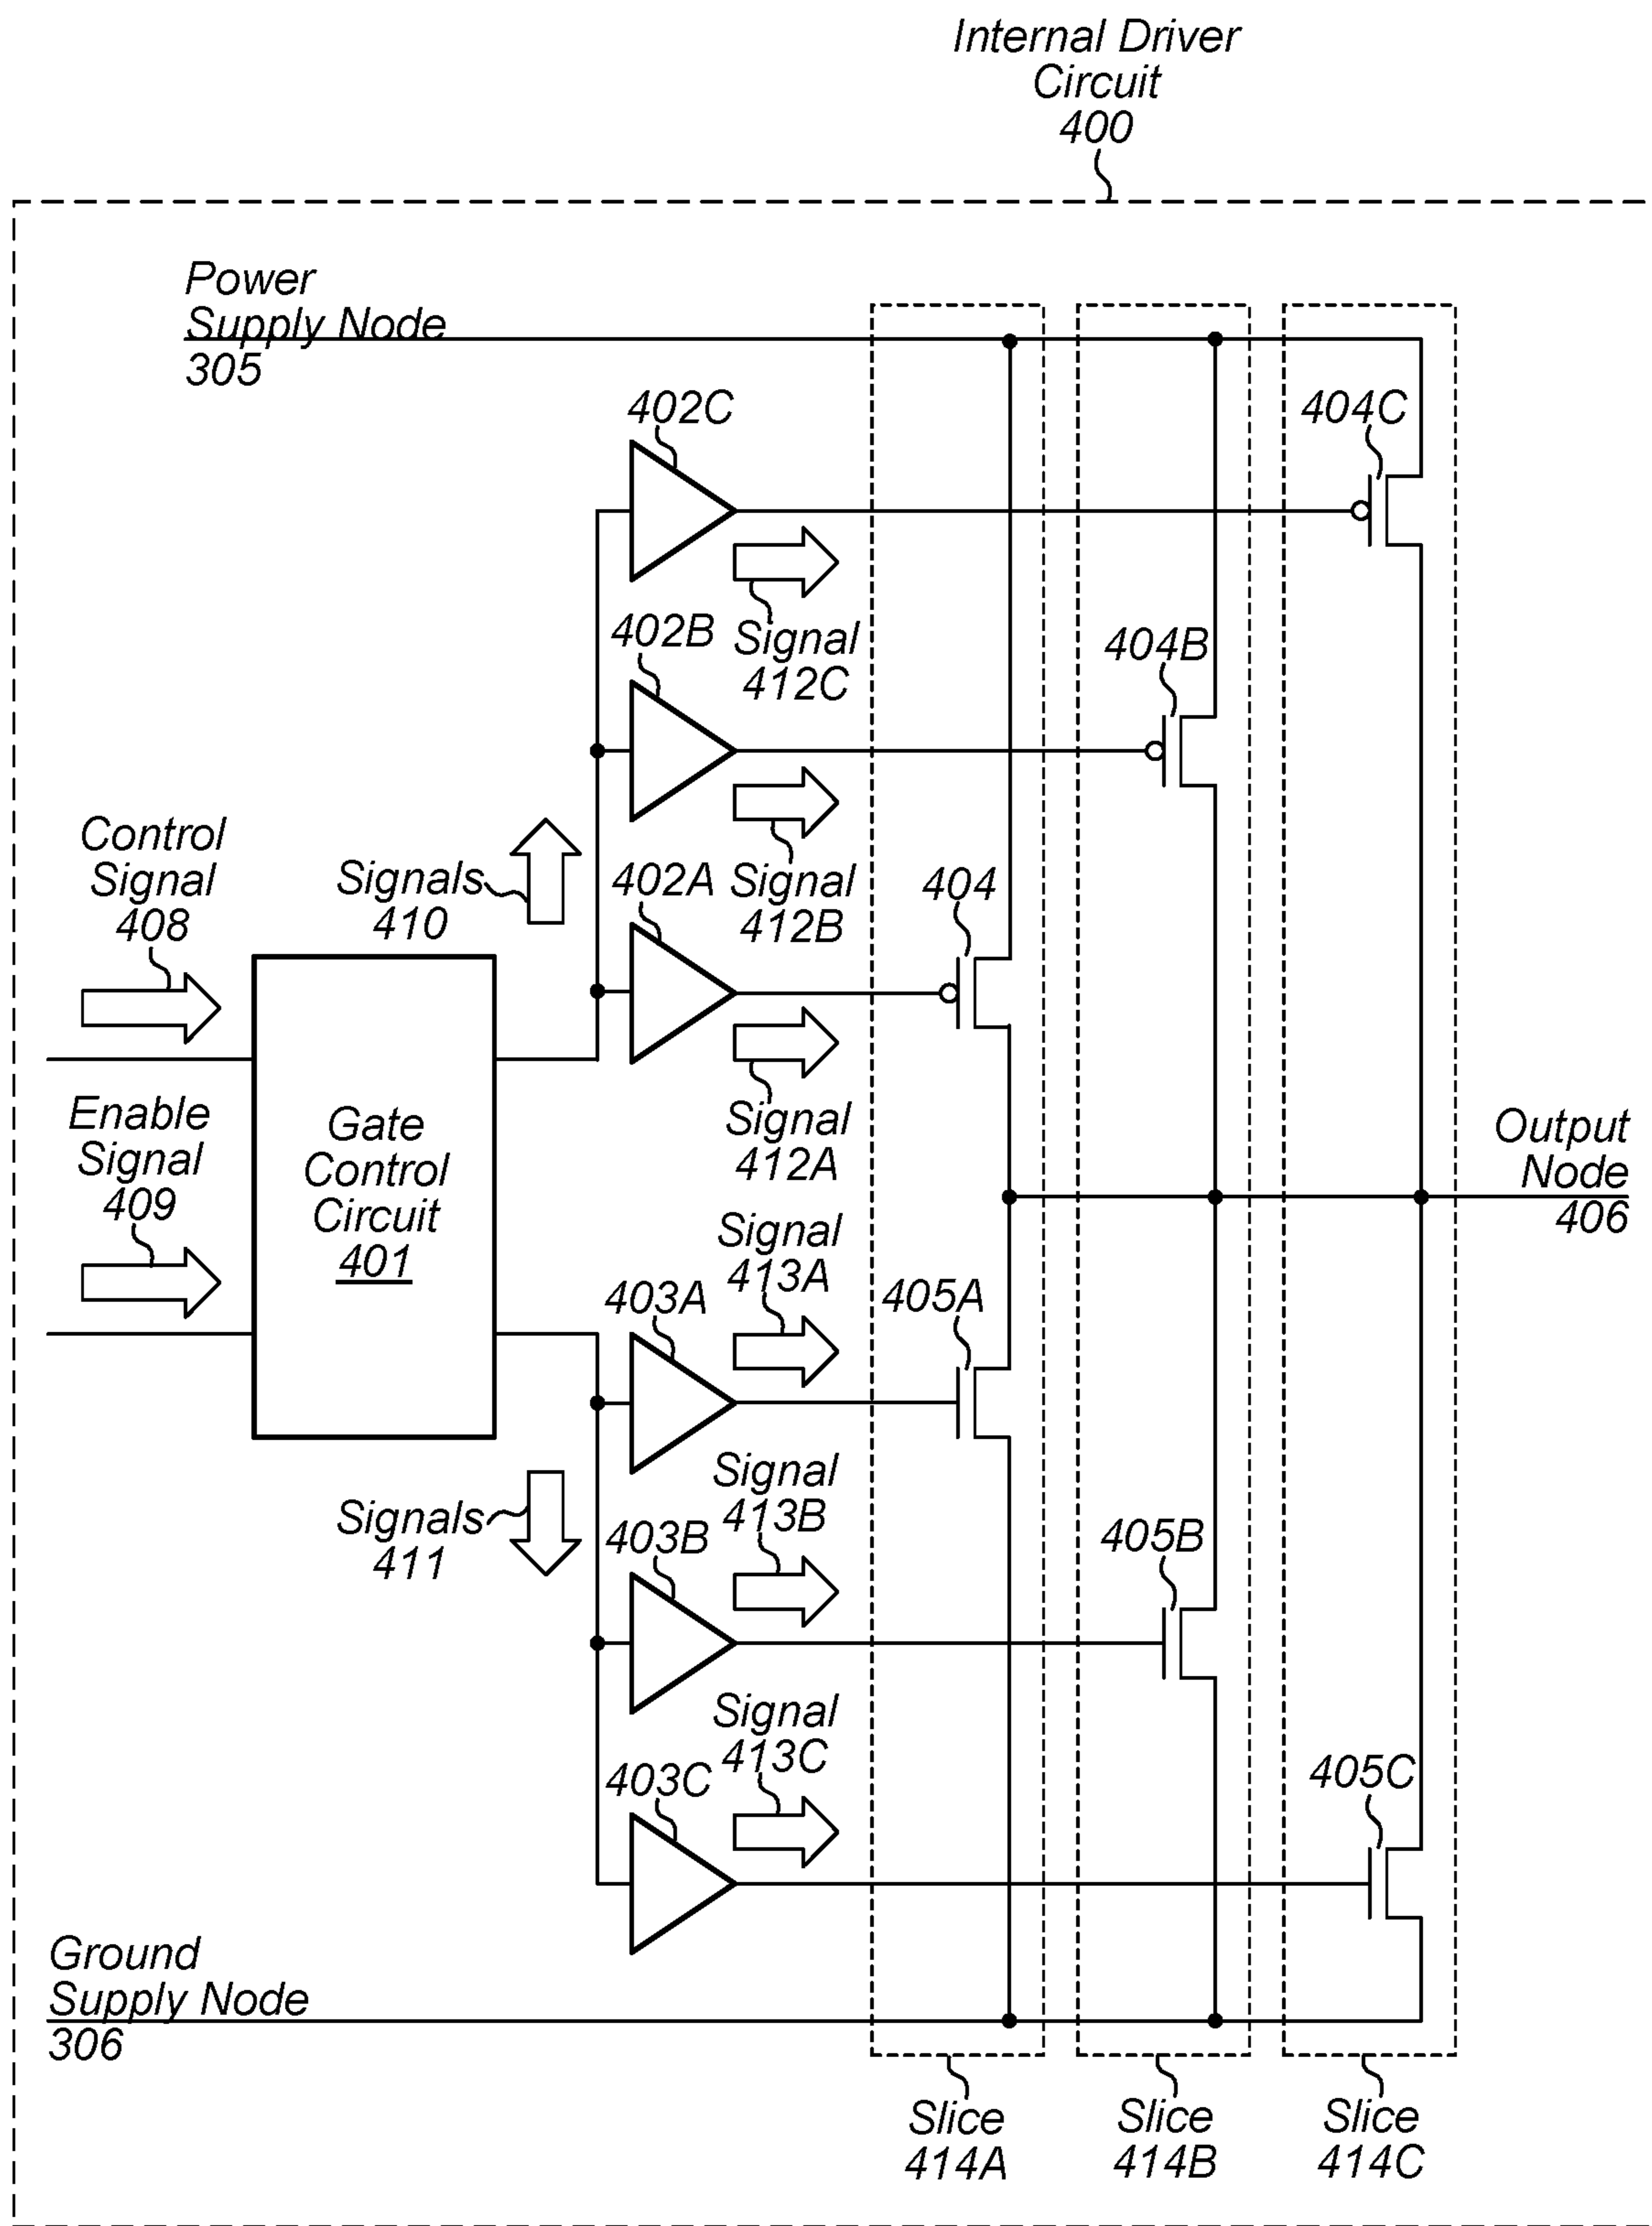 Internal Driver
Circuit
400
Power
Supply Node
305
402C
404C
Signal
412C
402B
404B
Control
Signal
408
Signals
410
402A
Signal
412B
404
Enable
Signal
409
Gate
Control
Circuit
401
Signal
412A
Output
Node
406
Signal
413A
403A
405A
Signals
411
Signal
413B
403B
405B
Signal
413C
403C
405C
Ground
Supply Node
306
Slice
414A
Slice
414B
Slice
414C